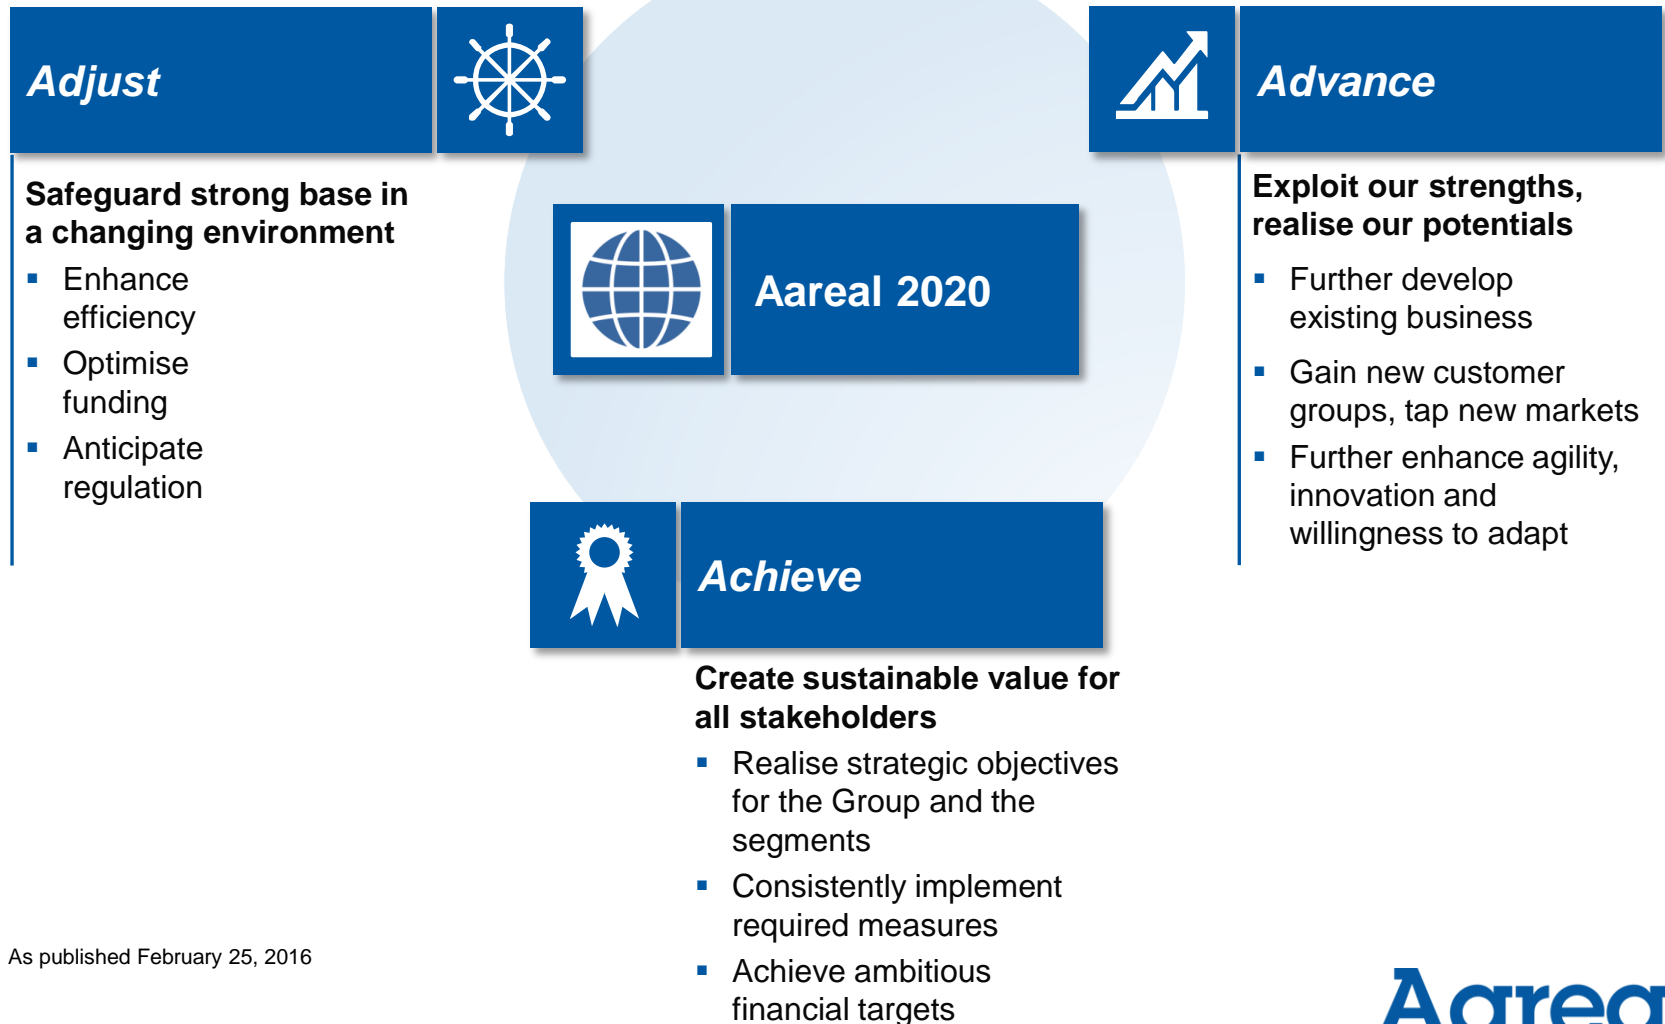 Adjust
Safeguard strong base in
a changing environment
▪ Enhance
efficiency
▪ Optimise
funding
▪ Anticipate
regulation
Aareal 2020
Advance
Exploit our strengths,
realise our potentials
▪ Further develop
existing business
▪ Gain new customer
groups, tap new markets
▪ Further enhance agility,
innovation and
willingness to adapt
Achieve
Create sustainable value for
all stakeholders
▪ Realise strategic objectives
for the Group and the
segments
▪ Consistently implement
required measures
▪ Achieve ambitious
financial targets
As published February 25, 2016